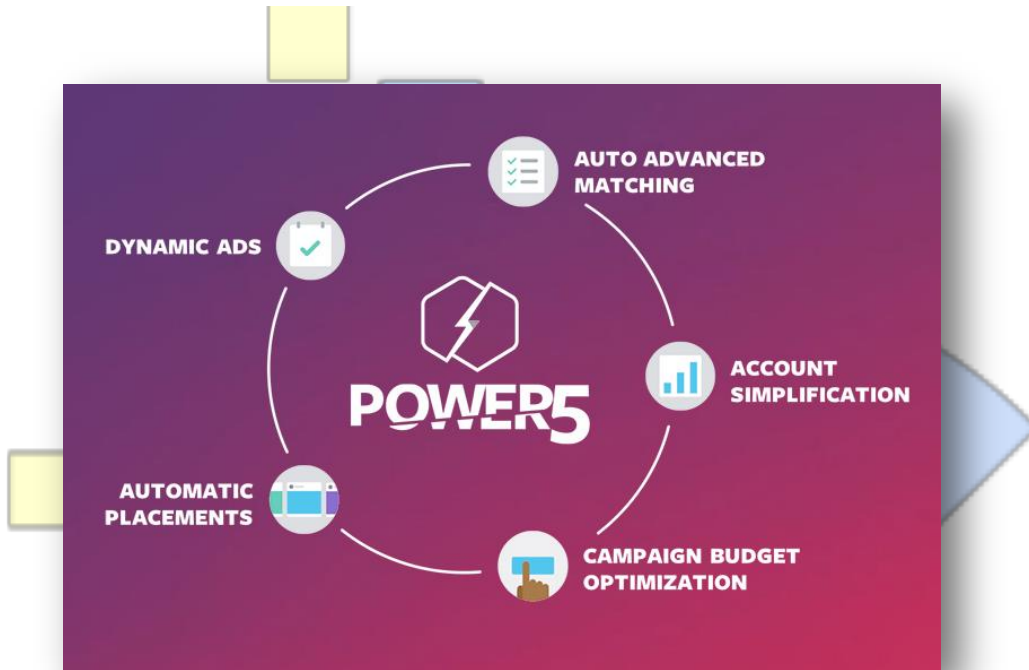 AUTO ADVANCED
MATCHING
DYNAMIC ADS
ACCOUNT
SIMPLIFICATION
POWER5
AUTOMATIC
PLACEMENTS
CAMPAIGN BUDGET
OPTIMIZATION